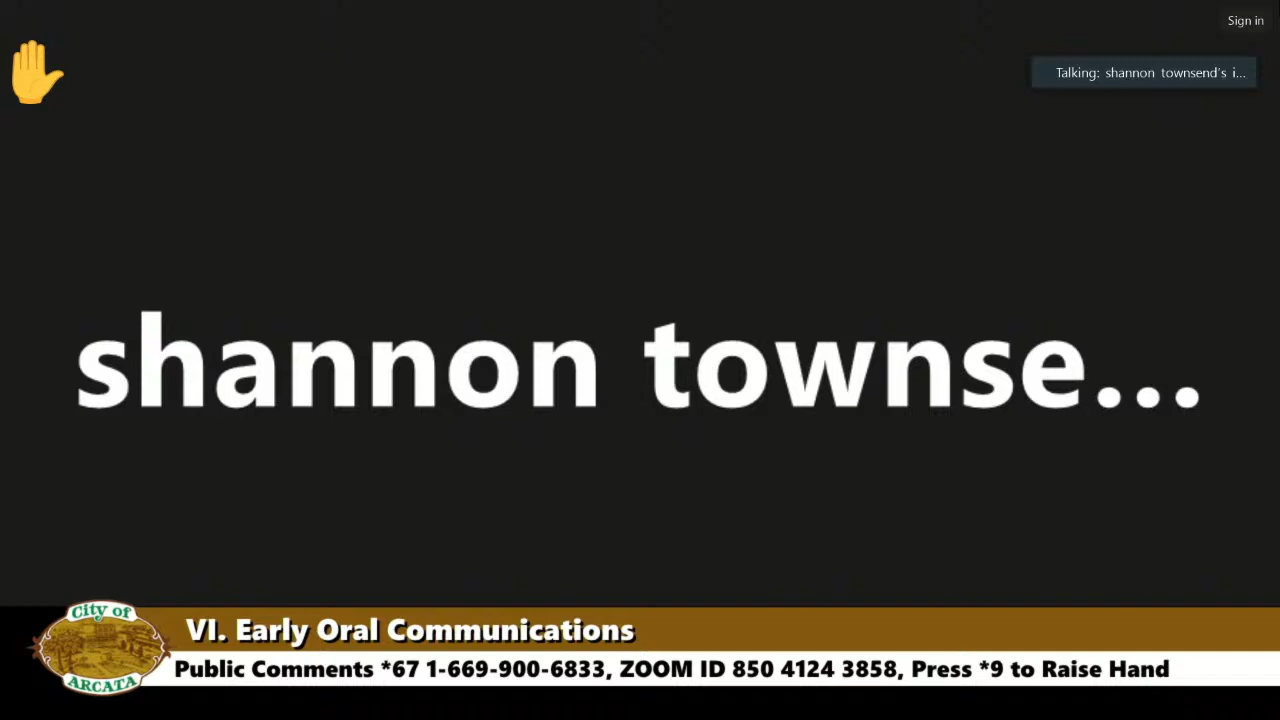 Sign in
Talking: shannon townsend's i...
shannon townse...
City of
ARCATA
VI. Early Oral Communications
Public Comments *67 1-669-900-6833, ZOOM ID 850 4124 3858, Press *9 to Raise Hand